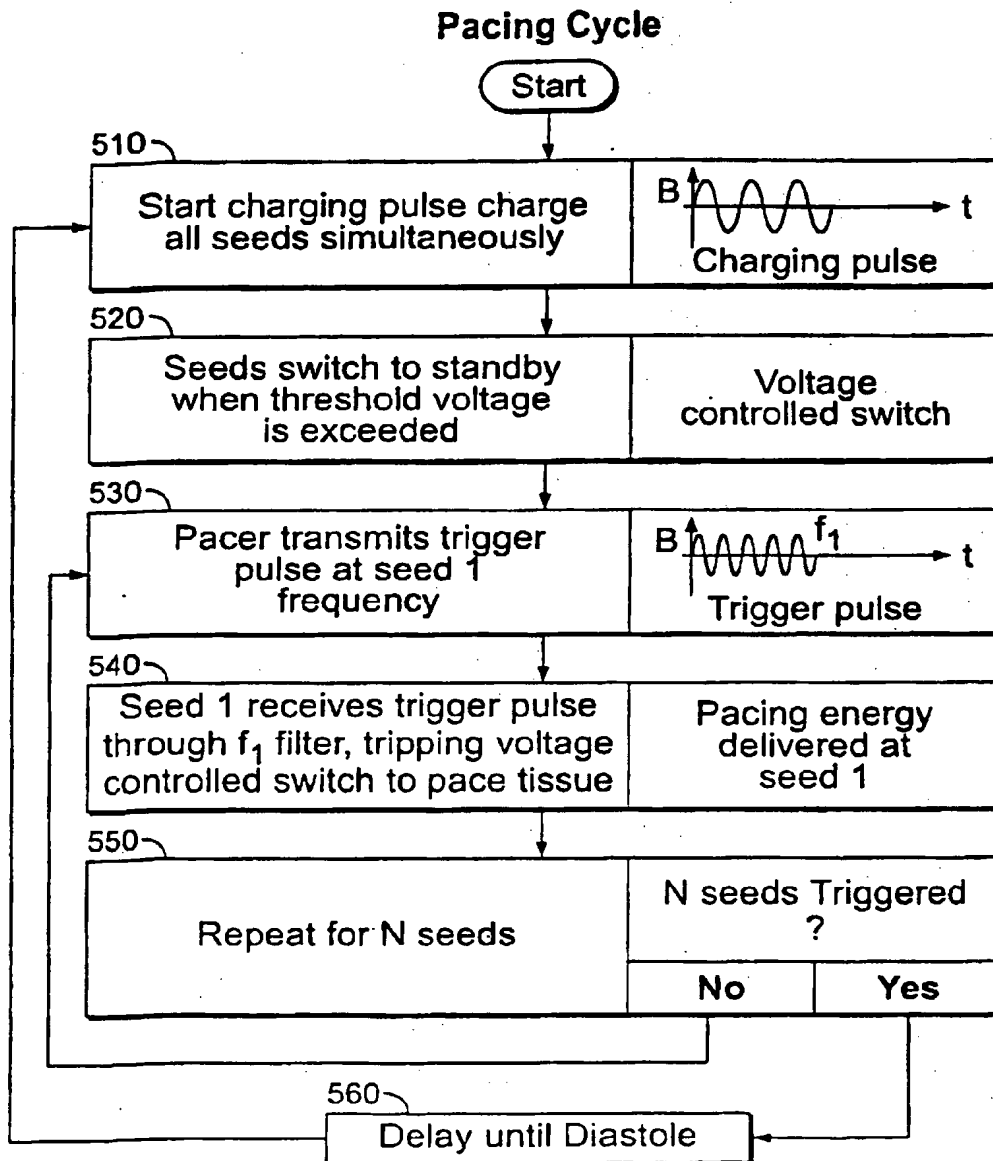 Pacing Cycle
Start
510
Start charging pulse charge
all seeds simultaneously
B
t
Charging pulse
520
Seeds switch to standby
when threshold voltage
is exceeded
Voltage
controlled switch
530
Pacer transmits trigger
pulse at seed 1
frequency
B
f1
t
Trigger pulse
540
Seed 1 receives trigger pulse
through f1 filter, tripping voltage
controlled switch to pace tissue
Pacing energy
delivered at
seed 1
550
Repeat for N seeds
N seeds Triggered
?
No
Yes
560
Delay until Diastole